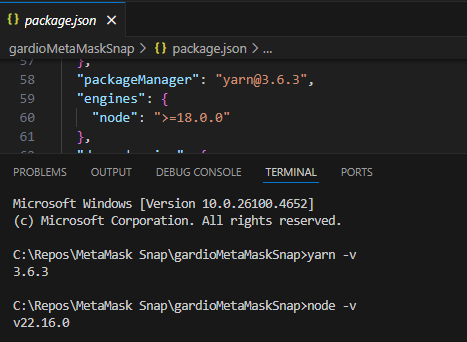 {} package.json ×
gardioMetaMaskSnap > {} package.json > ...
57 },
58 "packageManager": "yarn@3.6.3",
59 "engines": {
60 "node": ">=18.0.0"
61 },
PROBLEMS OUTPUT DEBUG CONSOLE TERMINAL PORTS
Microsoft Windows [Version 10.0.26100.4652]
(c) Microsoft Corporation. All rights reserved.
C:\Repos\MetaMask Snap\gardioMetaMaskSnap>yarn -v
3.6.3
C:\Repos\MetaMask Snap\gardioMetaMaskSnap>node -v
v22.16.0